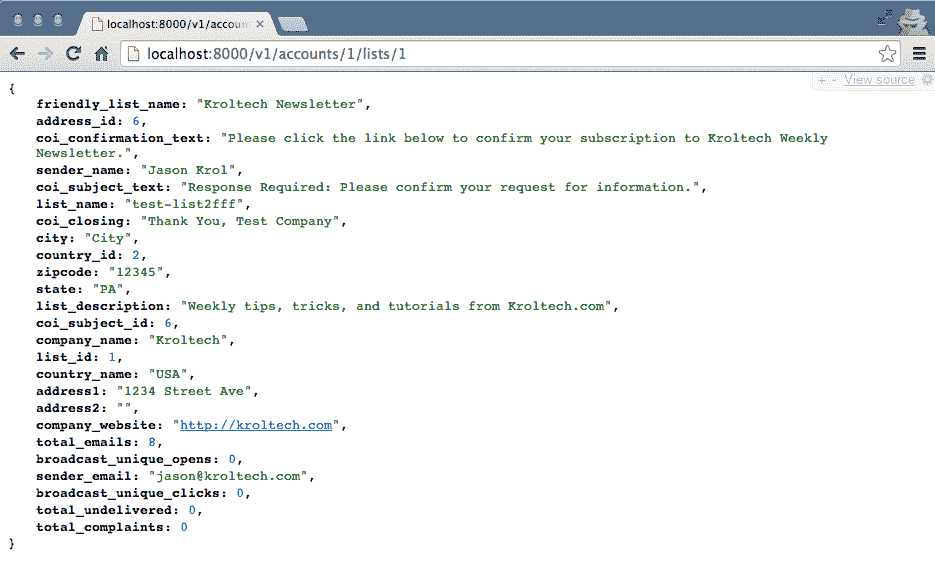 localhost:8000/v1/accoun
localhost:8000/v1/accounts/1/lists/1
+ - View source
{
friendly_list_name: "Kroltech Newsletter",
address_id: 6,
coi_confirmation_text: "Please click the link below to confirm your subscription to Kroltech Weekly
Newsletter.",
sender_name: "Jason Krol",
coi_subject_text: "Response Required: Please confirm your request for information.",
list_name: "test-list2fff",
coi_closing: "Thank You, Test Company",
city: "City",
country_id: 2,
zipcode: "12345",
state: "PA",
list_description: "Weekly tips, tricks, and tutorials from Kroltech.com",
coi_subject_id: 6,
company_name: "Kroltech",
list_id: 1,
country_name: "USA",
address1: "1234 Street Ave",
address2: "",
company_website: "http://kroltech.com",
total_emails: 8,
broadcast_unique_opens: 0,
sender_email: "jason@kroltech.com",
broadcast_unique_clicks: 0,
total_undelivered: 0,
total_complaints: 0
}